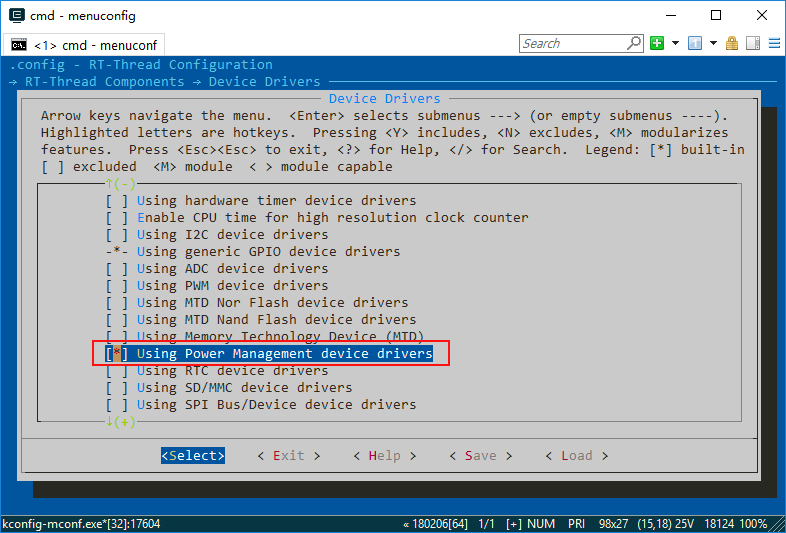 cmd - menuconfig
<1> cmd - menuconf
Search
.config - RT-Thread Configuration
→ RT-Thread Components → Device Drivers
Device Drivers
Arrow keys navigate the menu.  <Enter> selects submenus ---> (or empty submenus ----).
Highlighted letters are hotkeys.  Pressing <Y> includes, <N> excludes, <M> modularizes
features.  Press <Esc><Esc> to exit, <?> for Help, </> for Search.  Legend: [*] built-in
[ ] excluded  <M> module  < > module capable
↑(-)
[ ] Using hardware timer device drivers
[ ] Enable CPU time for high resolution clock counter
[ ] Using I2C device drivers
-*- Using generic GPIO device drivers
[ ] Using ADC device drivers
[ ] Using PWM device drivers
[ ] Using MTD Nor Flash device drivers
[ ] Using MTD Nand Flash device drivers
[ ] Using Memory Technology Device (MTD)
[*] Using Power Management device drivers
[ ] Using RTC device drivers
[ ] Using SD/MMC device drivers
[ ] Using SPI Bus/Device device drivers
↓(+)
<Select>    < Exit >    < Help >    < Save >    < Load >
kconfig-mconf.exe*[32]:17604 « 180206[64] 1/1 [+] NUM PRI 98x27 (15,18) 25V 18124 100%